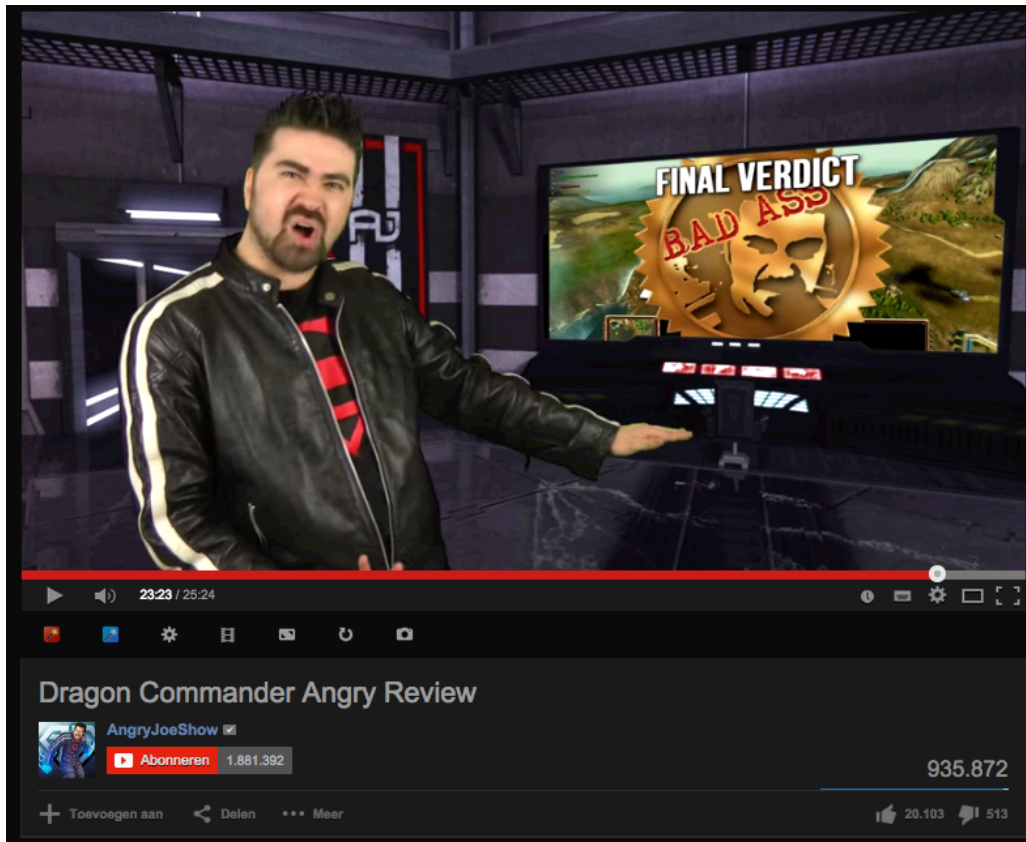 FINAL VERDICT
BAD ASS
AJ
23:23 / 25:24
Dragon Commander Angry Review
AngryJoeShow
Abonneren 1.881.392
935.872
Toevoegen aan Delen Meer 20.103 513